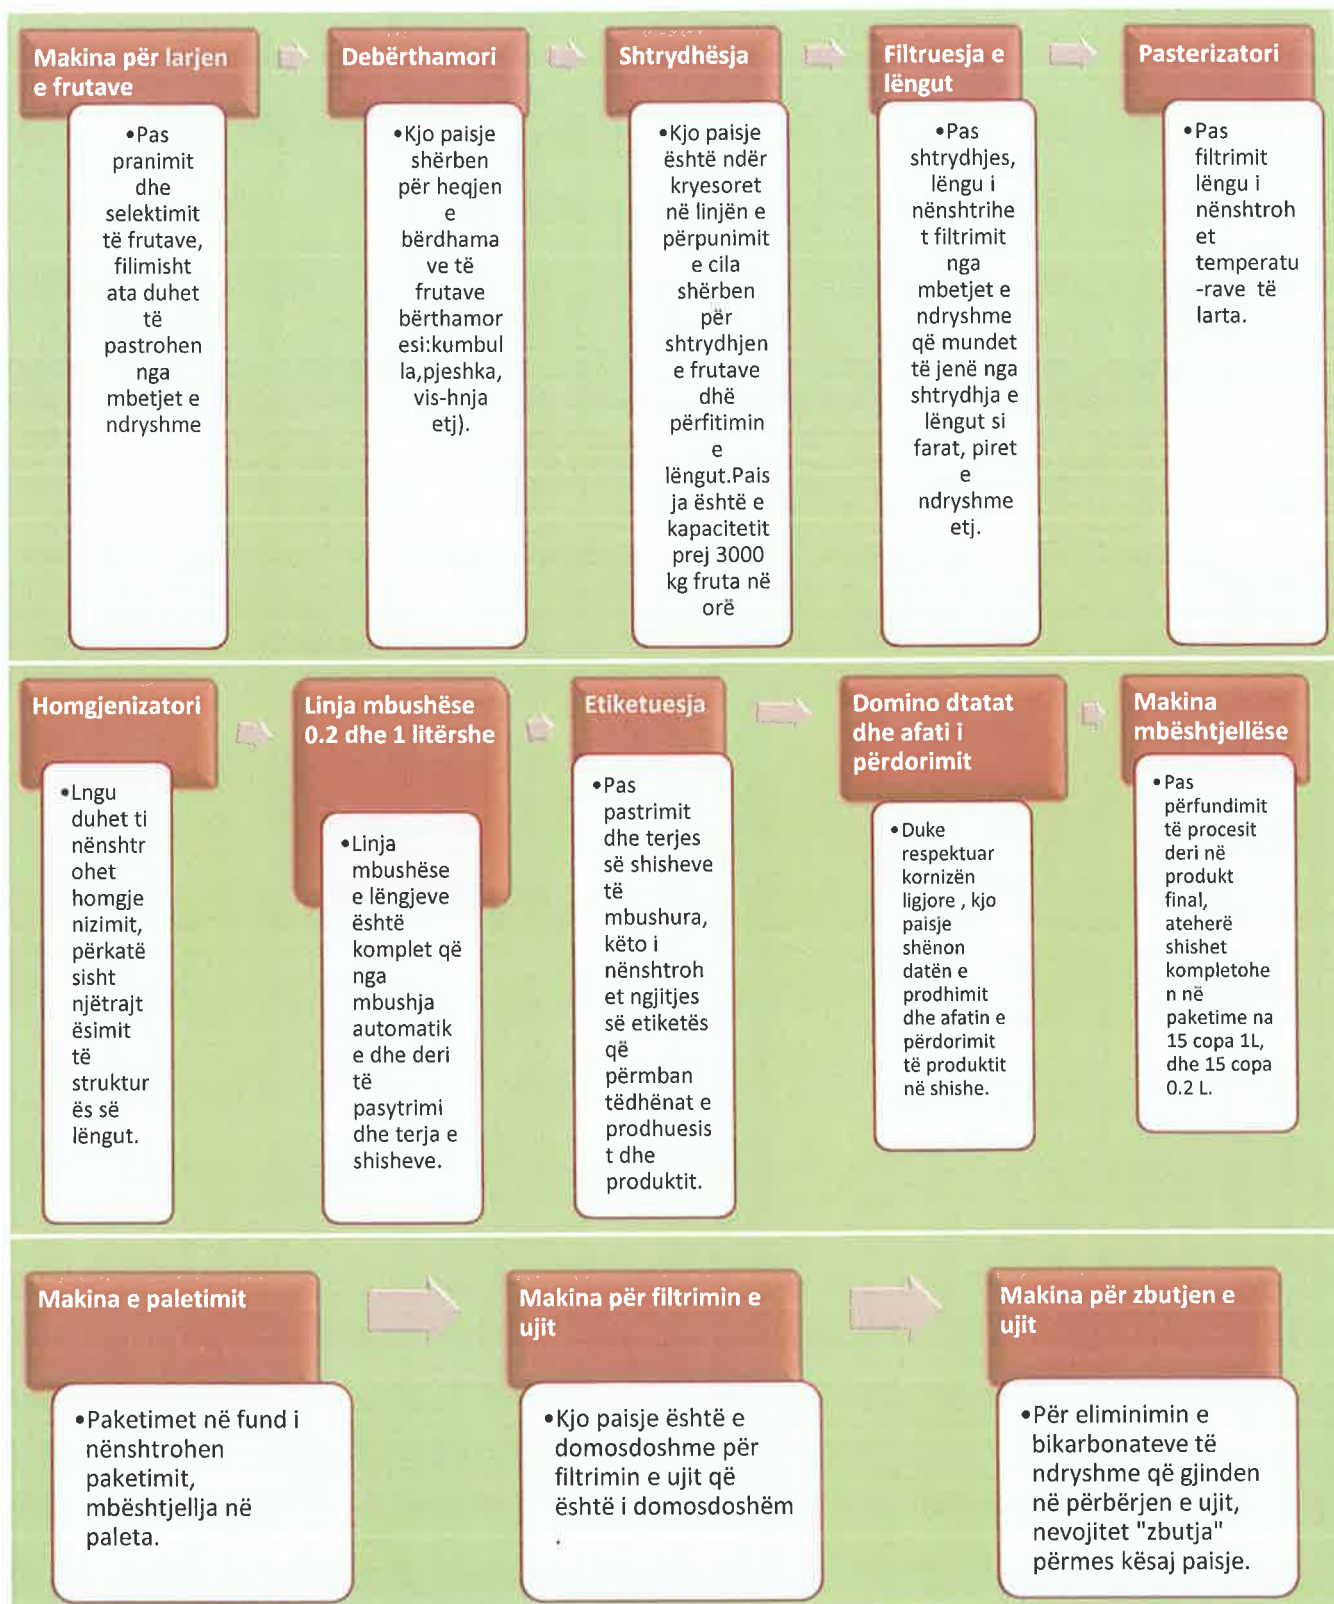 Makina për larjen
e frutave
•Pas
pranimit
dhe
selektimit
të frutave,
filimisht
ata duhet
të
pastrohen
nga
mbetjet e
ndryshme
Debërthamori
•Kjo paisje
shërben
për heqjen
e
bërdhama
ve të
frutave
bërthamor
esi:kumbul
la,pjeshka,
vis-hnja
etj).
Shtrydhësja
•Kjo paisje
është ndër
kryesoret
në linjën e
përpunimit
e cila
shërben
për
shtrydhjen
e frutave
dhë
përfitimin
e
lëngut.Pais
ja është e
kapacitetit
prej 3000
kg fruta në
orë
Filtruesja e
lëngut
•Pas
shtrydhjes,
lëngu i
nënshtrihe
t filtrimit
nga
mbetjet e
ndryshme
që mundet
të jenë nga
shtrydhja e
lëngut si
farat, piret
e
ndryshme
etj.
Pasterizatori
•Pas
filtrimit
lëngu i
nënshtroh
et
temperatu
-rave të
larta.
Homgjenizatori
•Lngu
duhet ti
nënshtr
ohet
homgje
nizimit,
përkatë
sisht
njëtrajt
ësimit
të
struktur
ës së
lëngut.
Linja mbushëse
0.2 dhe 1 litërshe
•Linja
mbushëse
e lëngjeve
është
komplet që
nga
mbushja
automatik
e dhe deri
të
pasytrimi
dhe terja e
shisheve.
Etiketuesja
•Pas
pastrimit
dhe terjes
së shisheve
të
mbushura,
këto i
nënshtroh
et ngjitjes
së etiketës
që
përmban
tëdhënat e
prodhuesis
t dhe
produktit.
Domino dtatat
dhe afati i
përdorimit
•Duke
respektuar
kornizën
ligjore , kjo
paisje
shënon
datën e
prodhimit
dhe afatin e
përdorimit
të produktit
në shishe.
Makina
mbështjellëse
•Pas
përfundimit
të procesit
deri në
produkt
final,
ateherë
shishet
kompletohe
n në
paketime na
15 copa 1L,
dhe 15 copa
0.2 L.
Makina e paletimit
•Paketimet në fund i
nënshtrohen
paketimit,
mbështjellja në
paleta.
Makina për filtrimin e
ujit
•Kjo paisje është e
domosdoshme për
filtrimin e ujit që
është i domosdoshëm
.
Makina për zbutjen e
ujit
•Për eliminimin e
bikarbonateve të
ndryshme që gjinden
në përbërjen e ujit,
nevojitet "zbutja"
përmes kësaj paisje.